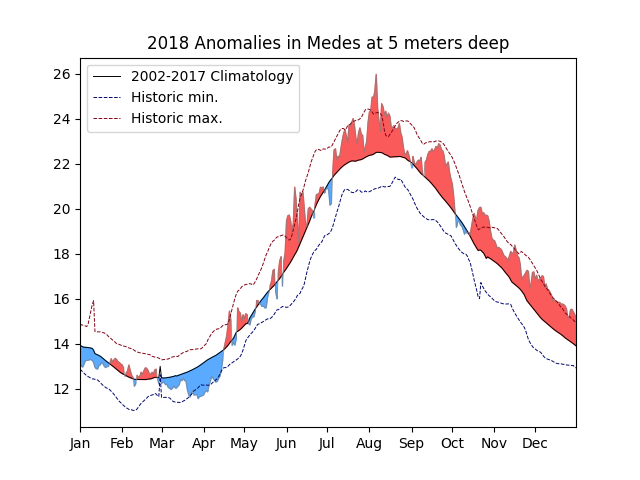 2018 Anomalies in Medes at 5 meters deep
2002-2017 Climatology
Historic min.
Historic max.
26
24
22
20
18
16
14
12
Jan Feb Mar Apr May Jun Jul Aug Sep Oct Nov Dec